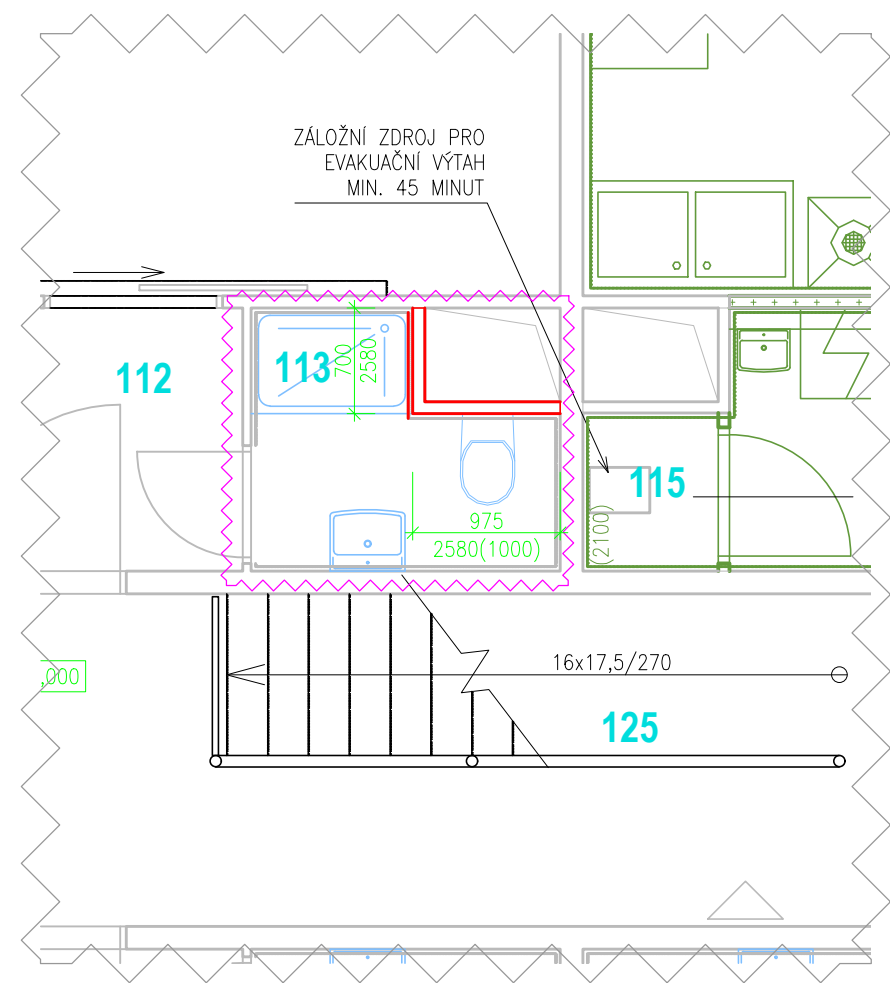 ZÁLOŽNÍ ZDROJ PRO
EVAKUAČNÍ VÝTAH
MIN. 45 MINUT
112
113
700
2580
115
(2100)
975
2580(1000)
16x17,5/270
,000
125